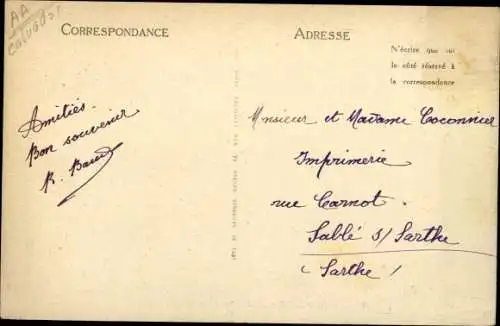 AA
Calvados
CORRESPONDANCE
ADRESSE
N'écrire que sur
le côté réservé à
la correspondance
Amitiés.
Bon souvenir
R.
Monsieur et Madame Coconnier
Imprimerie
rue Carnot.
Sablé s/ Sarthe
(Sarthe)